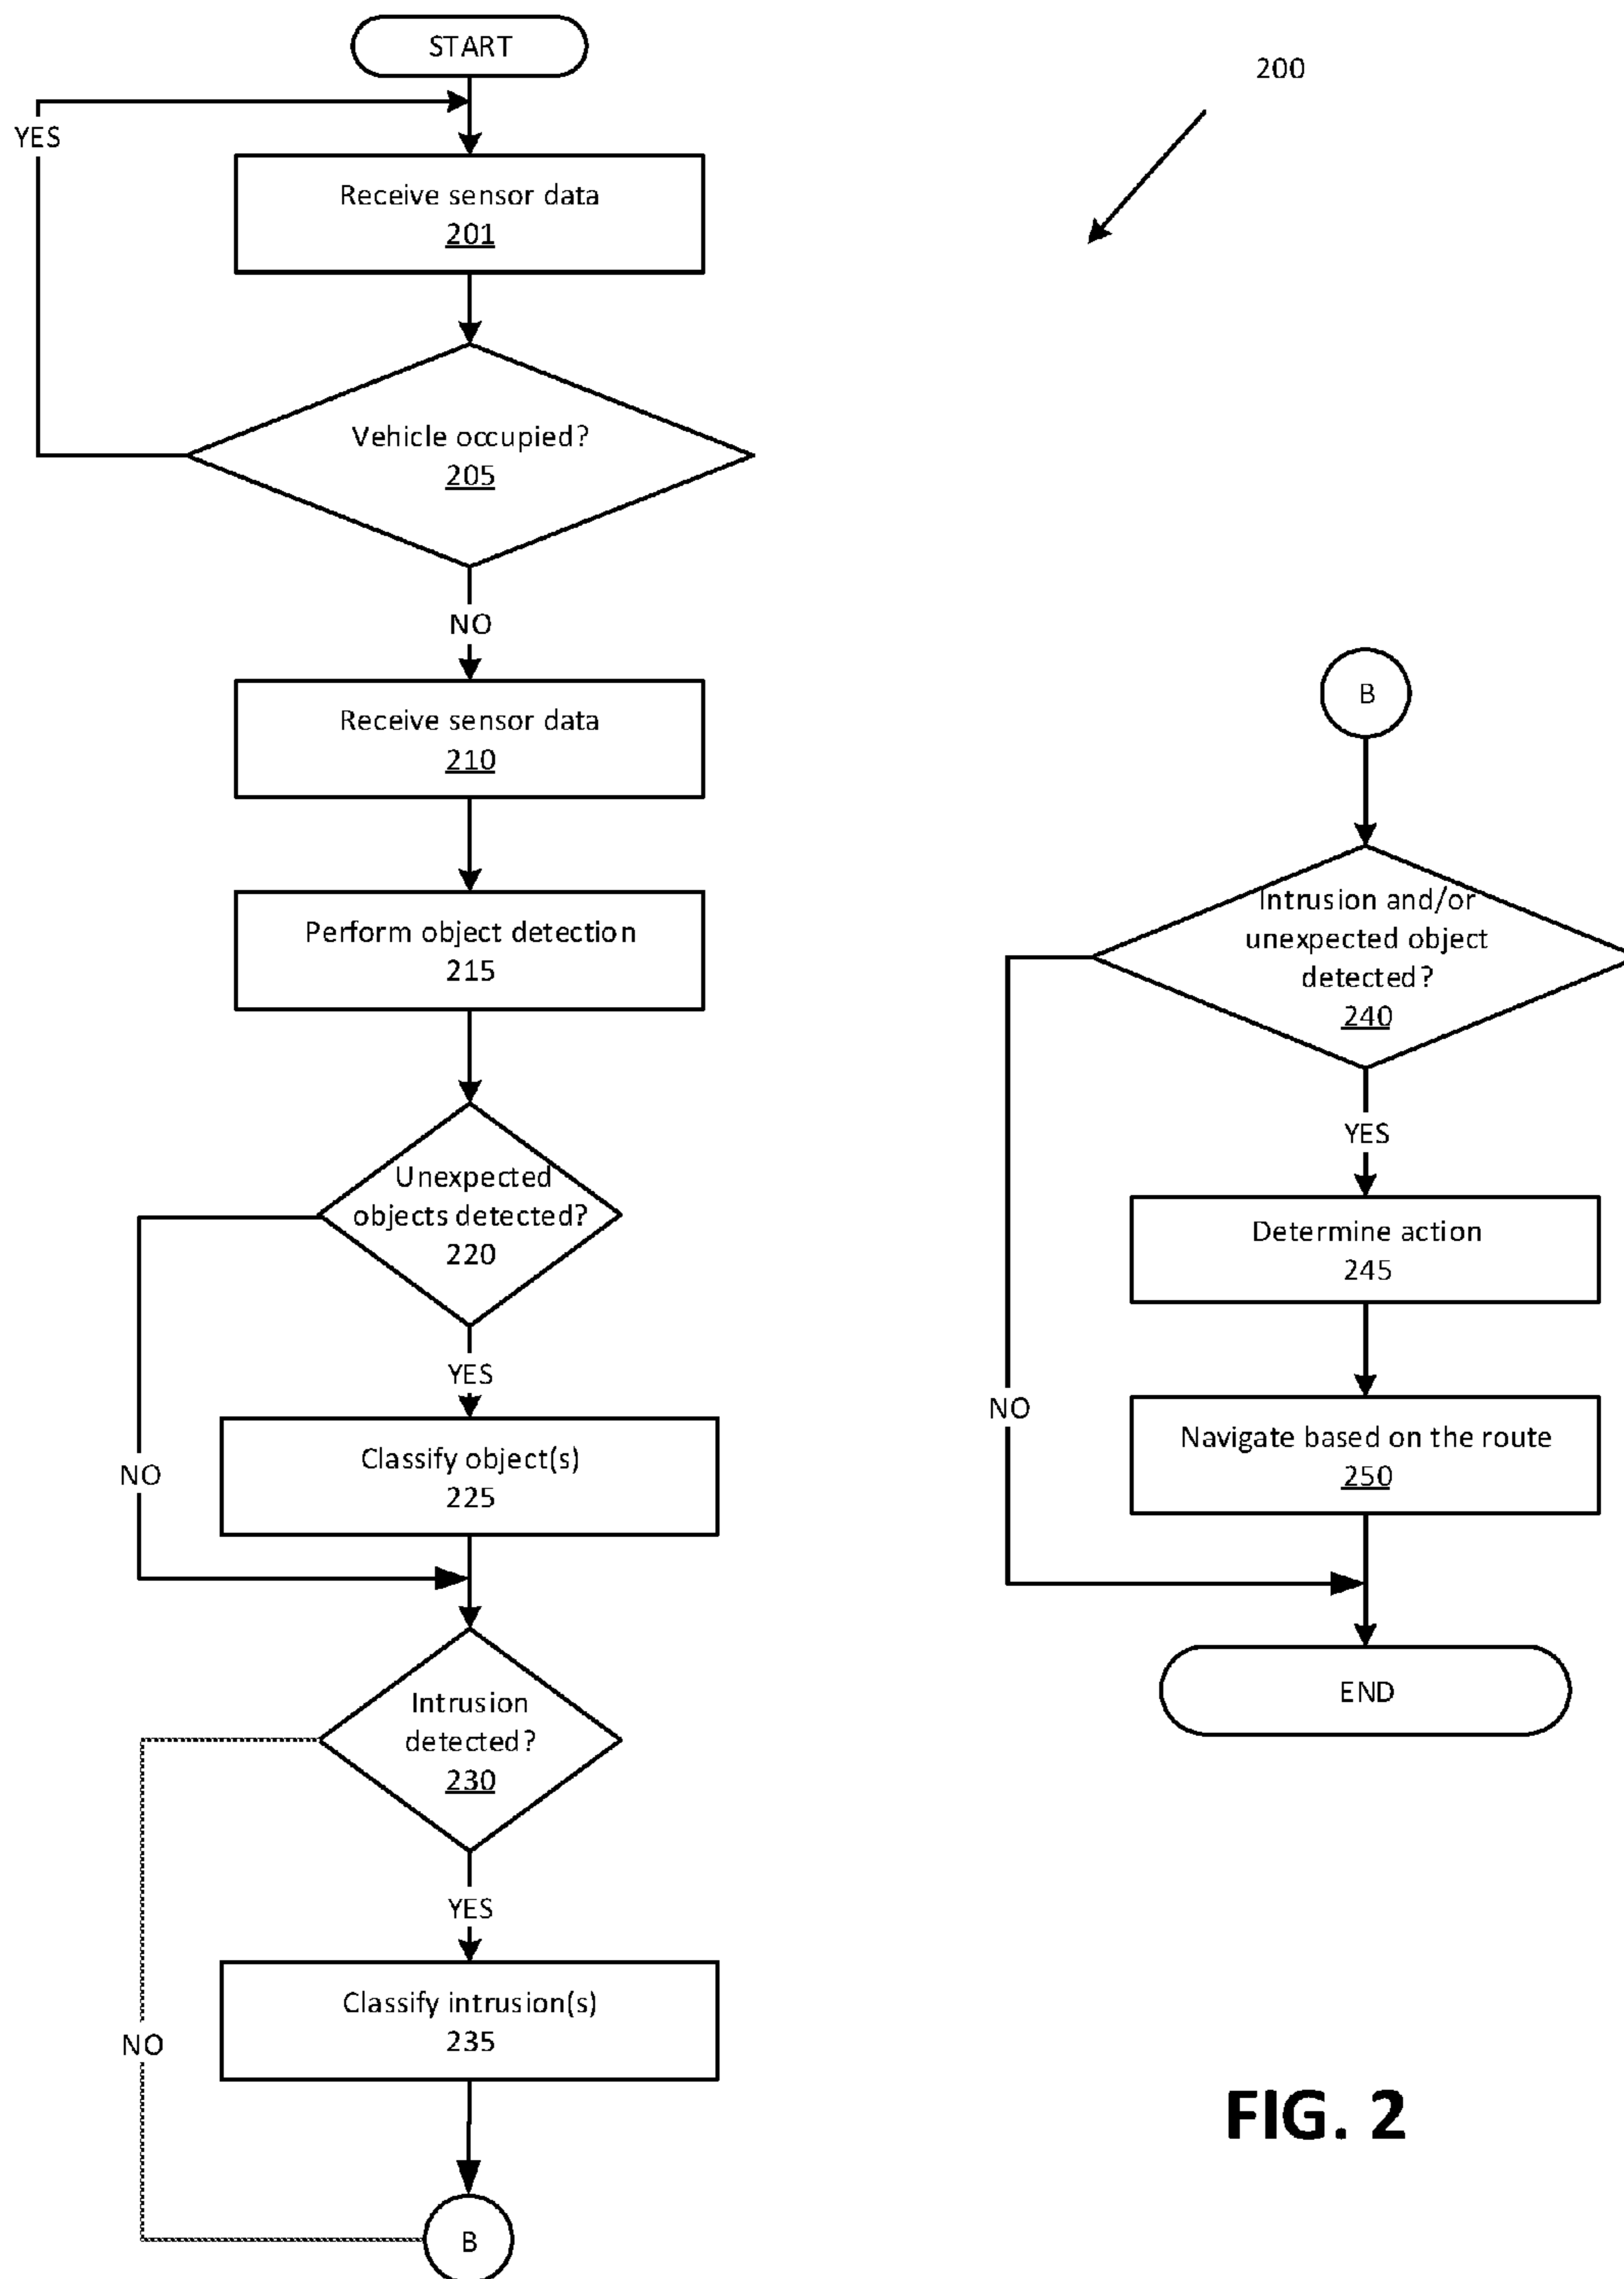 START
200
YES
Receive sensor data
201
Vehicle occupied?
205
NO
Receive sensor data
210
Perform object detection
215
Unexpected
objects detected?
220
YES
NO
Classify object(s)
225
Intrusion
detected?
230
YES
NO
Classify intrusion(s)
235
B
B
Intrusion and/or
unexpected object
detected?
240
YES
NO
Determine action
245
Navigate based on the route
250
END
FIG. 2